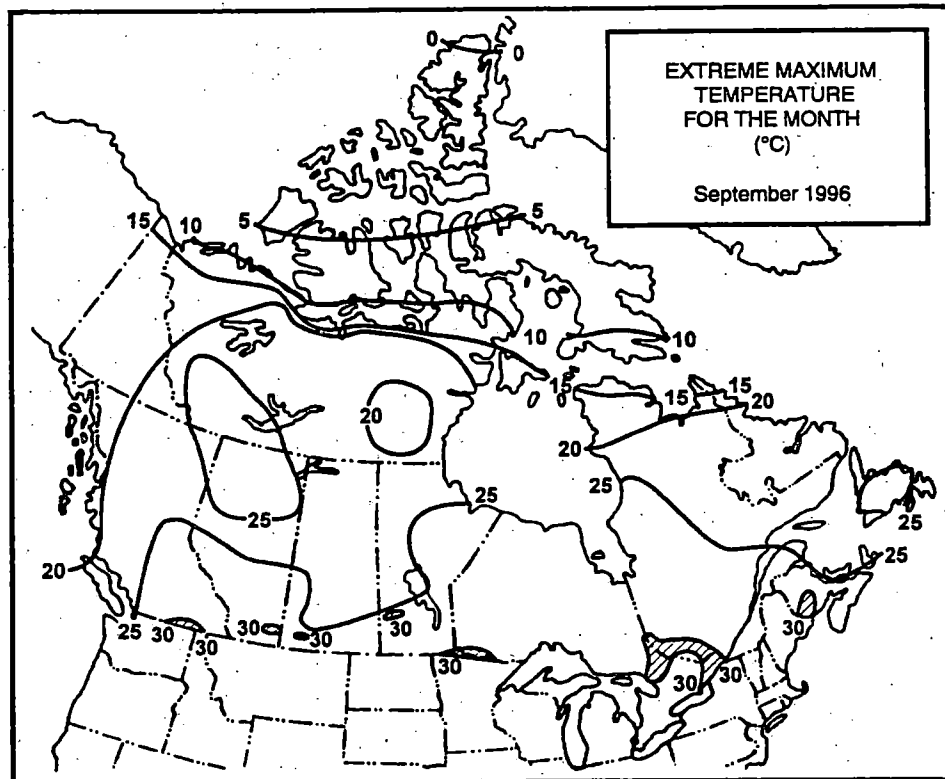 0 0
EXTREME MAXIMUM
TEMPERATURE
FOR THE MONTH
(°C)
September 1996
15 10 5 5
10 10
15 15 15
20 20
20
25
25 25 25
20 25
25 30 30 30 30 30 30 30 30 30